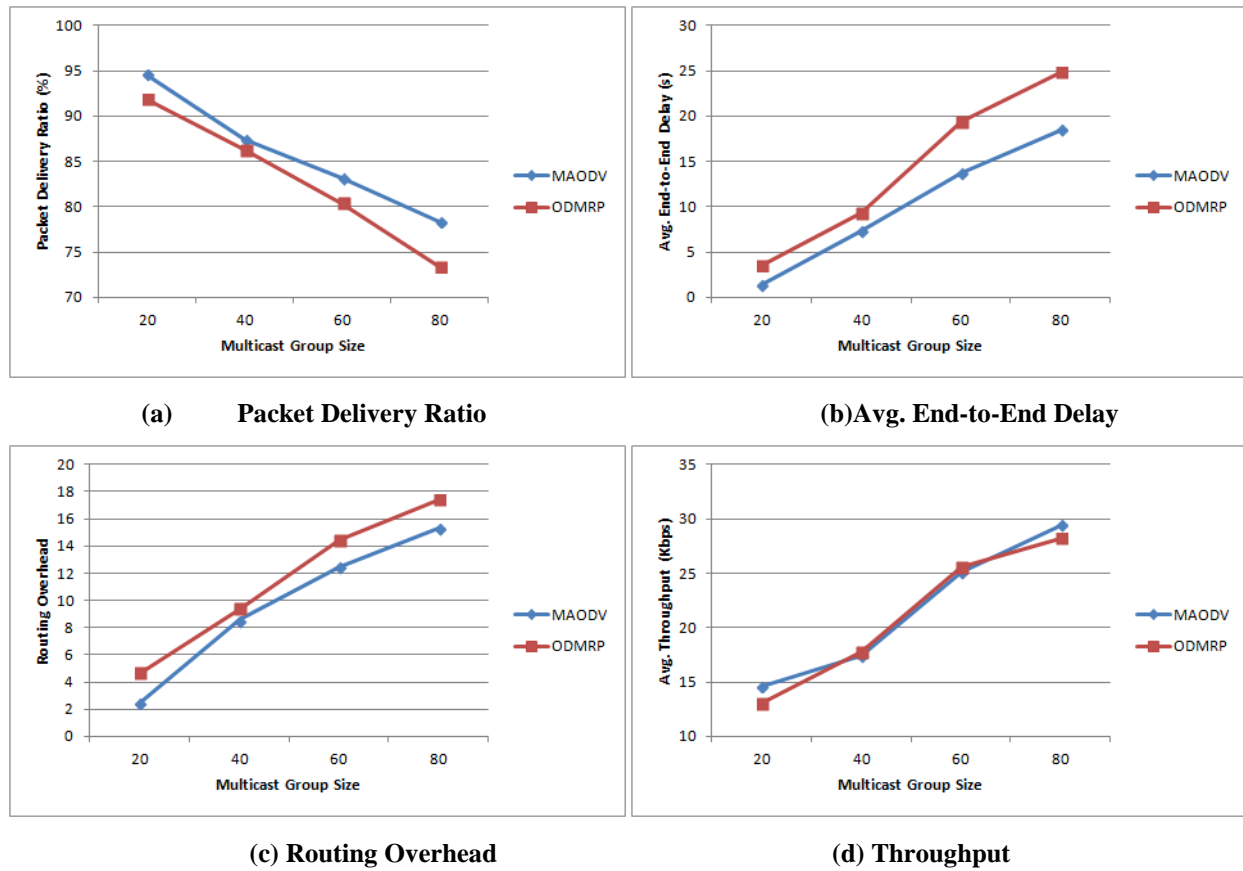 100
95
90
85
80
75
70
Packet Delivery Ratio (%)
20 40 60 80
Multicast Group Size
MAODV
ODMRP
30
25
20
15
10
5
0
Avg. End-to-End Delay (s)
20 40 60 80
Multicast Group Size
MAODV
ODMRP
(a) Packet Delivery Ratio
(b)Avg. End-to-End Delay
20
18
16
14
12
10
8
6
4
2
0
Routing Overhead
20 40 60 80
Multicast Group Size
MAODV
ODMRP
35
30
25
20
15
10
Avg. Throughput (Kbps)
20 40 60 80
Multicast Group Size
MAODV
ODMRP
(c) Routing Overhead
(d) Throughput